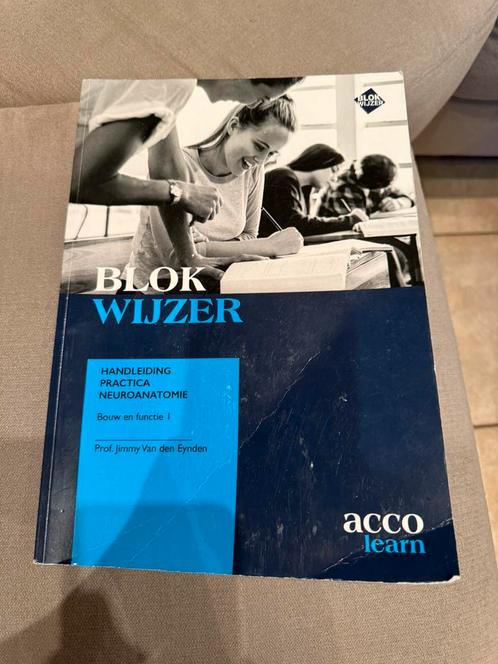 BLOK
WIJZER
BLOK
WIJZER
HANDLEIDING
PRACTICA
NEUROANATOMIE
Bouw en functie 1
Prof. Jimmy Van den Eynden
acco
learn